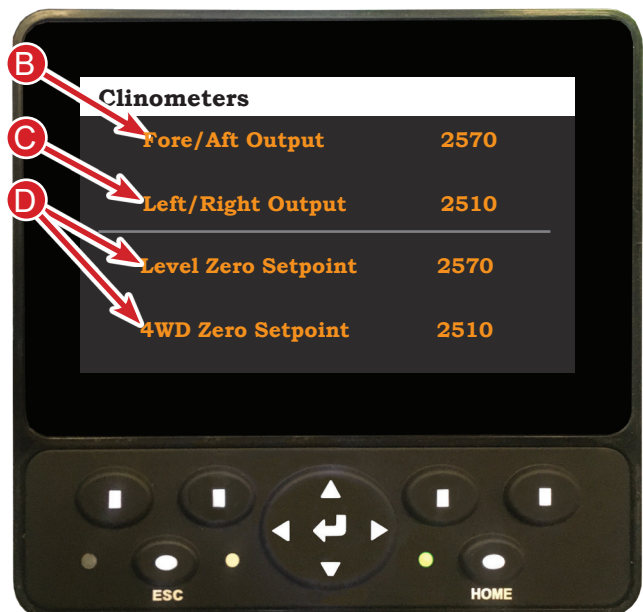 B
Clinometers
Fore/Aft Output 2570
C
Left/Right Output 2510
D
Level Zero Setpoint 2570
4WD Zero Setpoint 2510
ESC
HOME